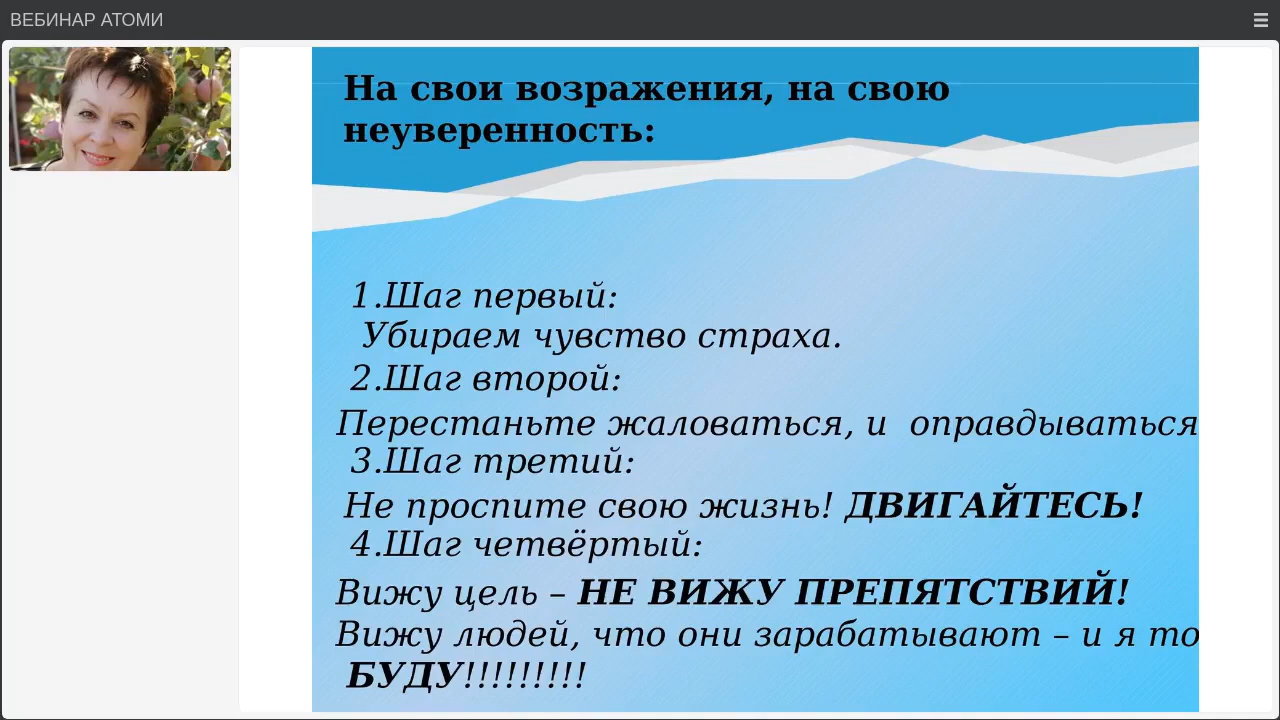 ВЕБИНАР АТОМИ
На свои возражения, на свою
неуверенность:
1.Шаг первый:
Убираем чувство страха.
2.Шаг второй:
Перестаньте жаловаться, и оправдываться
3.Шаг третий:
Не проспите свою жизнь! ДВИГАЙТЕСЬ!
4.Шаг четвёртый:
Вижу цель – НЕ ВИЖУ ПРЕПЯТСТВИЙ!
Вижу людей, что они зарабатывают – и я то
БУДУ!!!!!!!!!